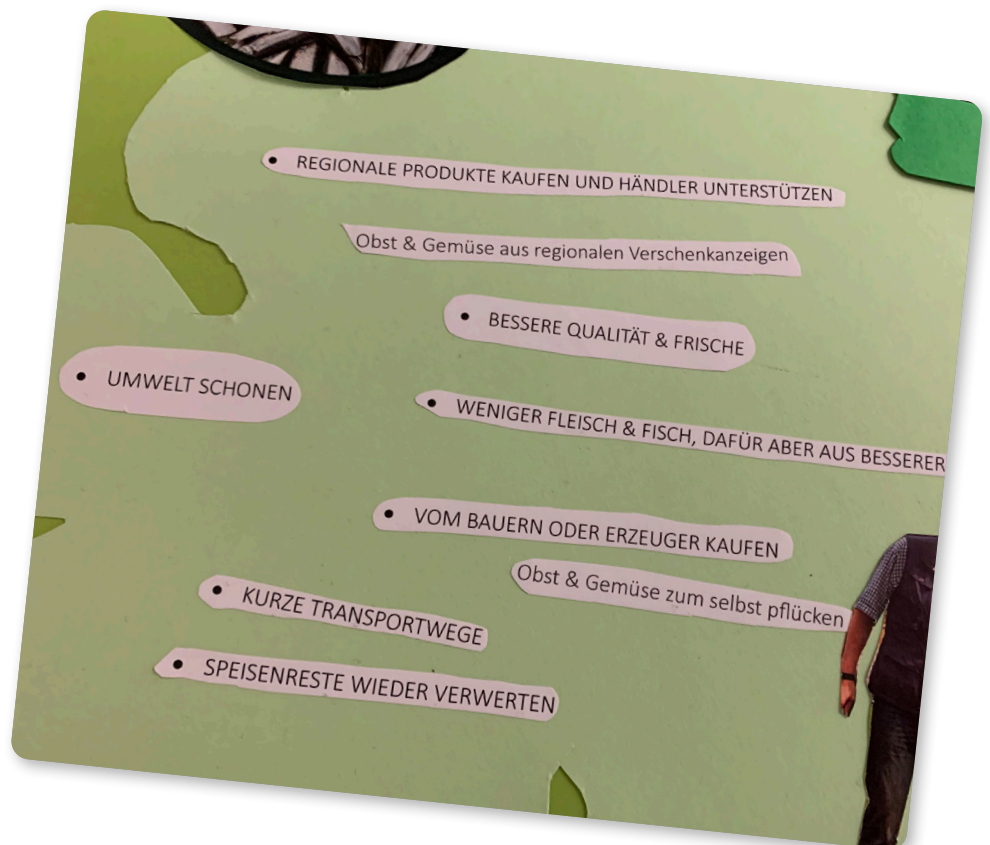 • REGIONALE PRODUKTE KAUFEN UND HÄNDLER UNTERSTÜTZEN
Obst & Gemüse aus regionalen Verschenkanzeigen
• BESSERE QUALITÄT & FRISCHE
• UMWELT SCHONEN
• WENIGER FLEISCH & FISCH, DAFÜR ABER AUS BESSERER
• VOM BAUERN ODER ERZEUGER KAUFEN
Obst & Gemüse zum selbst pflücken
• KURZE TRANSPORTWEGE
• SPEISENRESTE WIEDER VERWERTEN